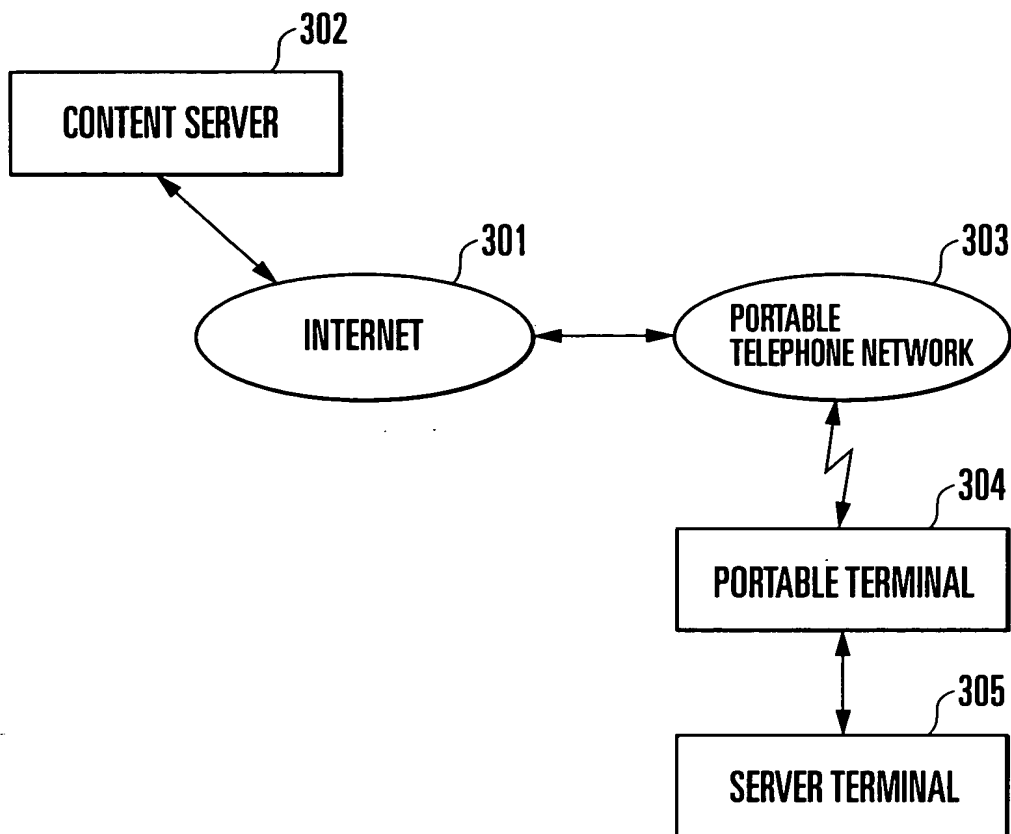 302
CONTENT SERVER
301
INTERNET
303
PORTABLE
TELEPHONE NETWORK
304
PORTABLE TERMINAL
305
SERVER TERMINAL